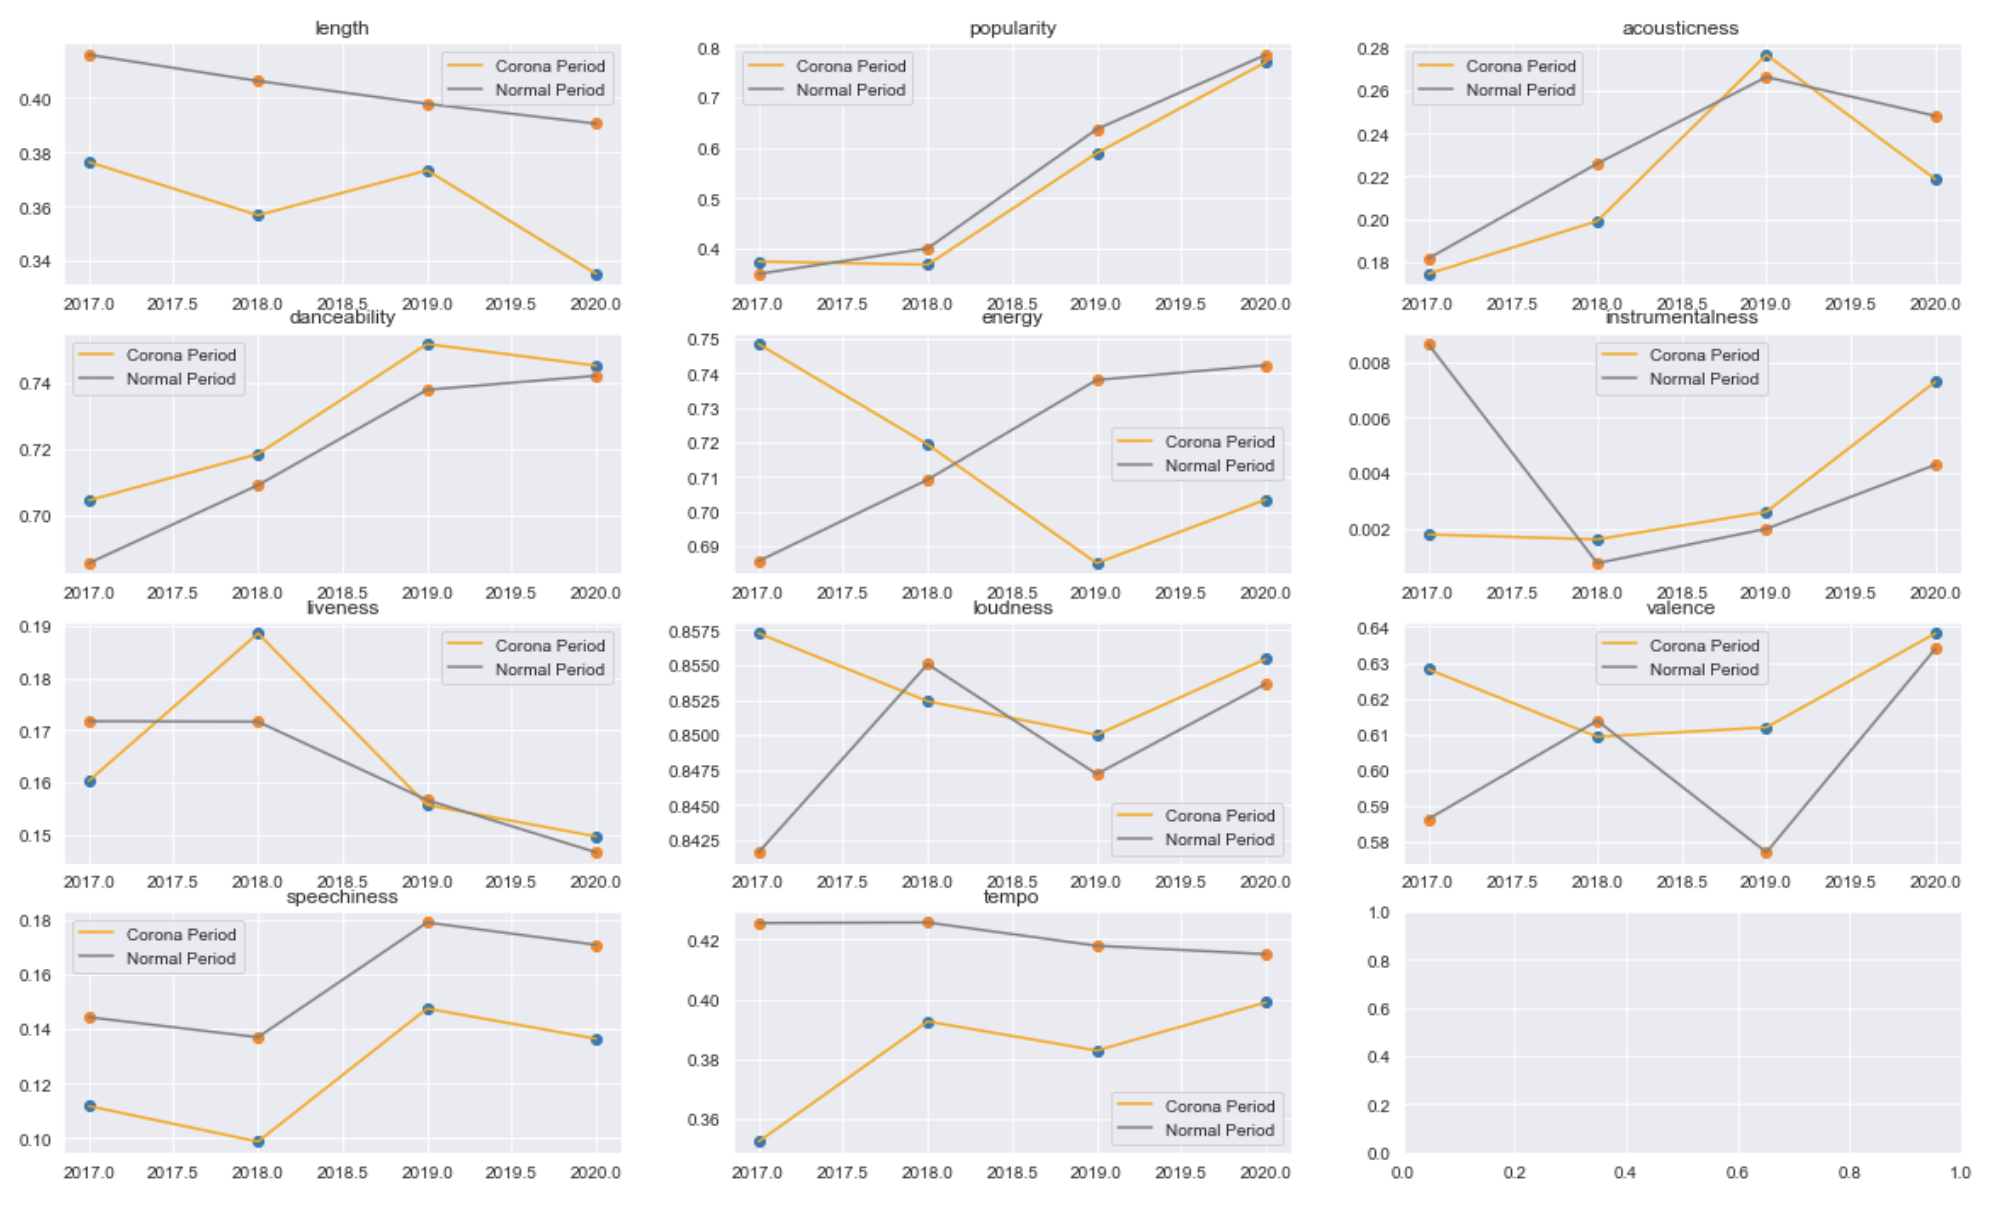 length
Corona Period
Normal Period
0.40
0.38
0.36
0.34
2017.0 2017.5 2018.0 2018.5 2019.0 2019.5 2020.0
popularity
Corona Period
Normal Period
0.8
0.7
0.6
0.5
0.4
2017.0 2017.5 2018.0 2018.5 2019.0 2019.5 2020.0
acousticness
Corona Period
Normal Period
0.28
0.26
0.24
0.22
0.20
0.18
2017.0 2017.5 2018.0 2018.5 2019.0 2019.5 2020.0
danceability
Corona Period
Normal Period
0.74
0.72
0.70
2017.0 2017.5 2018.0 2018.5 2019.0 2019.5 2020.0
energy
Corona Period
Normal Period
0.75
0.74
0.73
0.72
0.71
0.70
0.69
2017.0 2017.5 2018.0 2018.5 2019.0 2019.5 2020.0
instrumentalness
Corona Period
Normal Period
0.008
0.006
0.004
0.002
2017.0 2017.5 2018.0 2018.5 2019.0 2019.5 2020.0
liveness
Corona Period
Normal Period
0.19
0.18
0.17
0.16
0.15
2017.0 2017.5 2018.0 2018.5 2019.0 2019.5 2020.0
loudness
Corona Period
Normal Period
0.8575
0.8550
0.8525
0.8500
0.8475
0.8450
0.8425
2017.0 2017.5 2018.0 2018.5 2019.0 2019.5 2020.0
valence
Corona Period
Normal Period
0.64
0.63
0.62
0.61
0.60
0.59
0.58
2017.0 2017.5 2018.0 2018.5 2019.0 2019.5 2020.0
speechiness
Corona Period
Normal Period
0.18
0.16
0.14
0.12
0.10
2017.0 2017.5 2018.0 2018.5 2019.0 2019.5 2020.0
tempo
Corona Period
Normal Period
0.42
0.40
0.38
0.36
2017.0 2017.5 2018.0 2018.5 2019.0 2019.5 2020.0
1.0
0.8
0.6
0.4
0.2
0.0
0.0 0.2 0.4 0.6 0.8 1.0